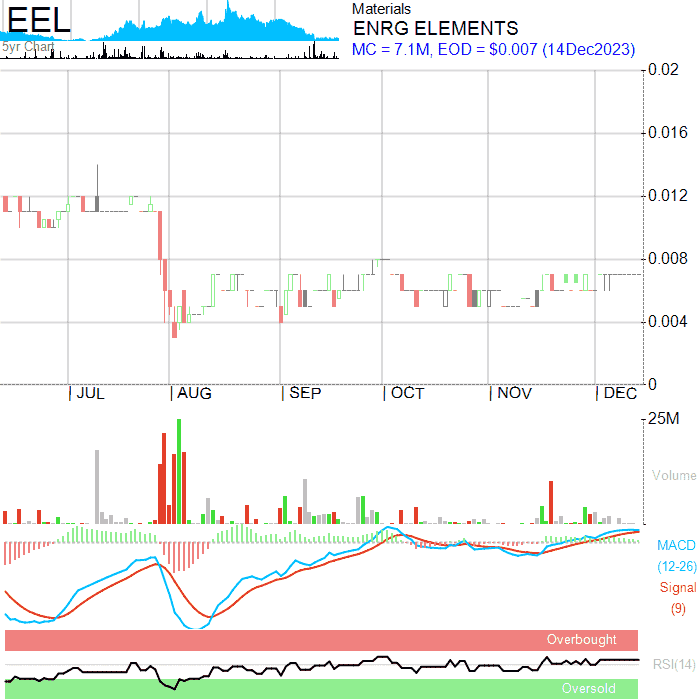 EEL
5yr Chart
Materials
ENRG ELEMENTS
MC = 7.1M, EOD = $0.007 (14Dec2023)
0.02
0.016
0.012
0.008
0.004
0
JUL
AUG
SEP
OCT
NOV
DEC
25M
Volume
MACD
(12-26)
Signal
(9)
Overbought
RSI(14)
Oversold